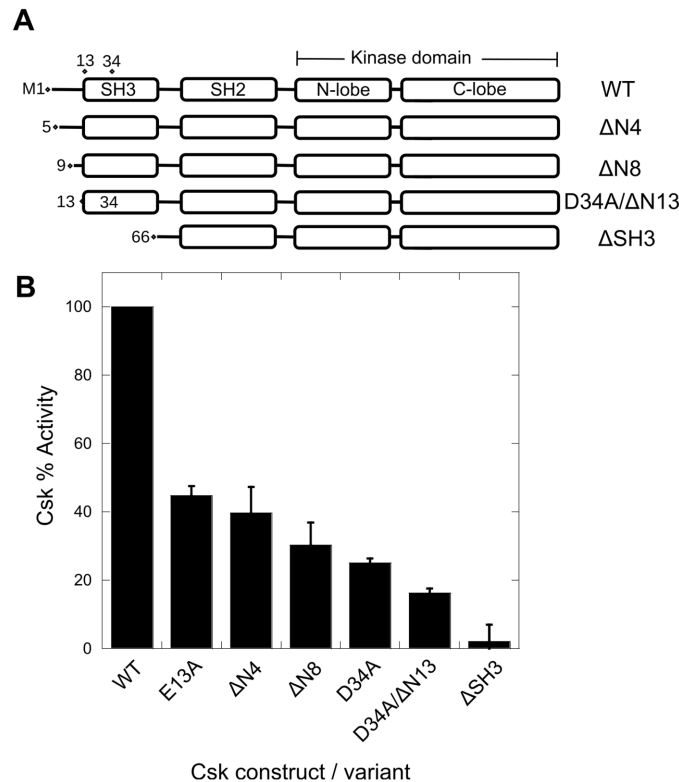 A
13 34
Kinase domain
M1 SH3 SH2 N-lobe C-lobe WT
5 ΔN4
9 ΔN8
13 34 D34A/ΔN13
66 ΔSH3
B
100
80
60
40
20
0
Csk % Activity
WT E13A ΔN4 ΔN8 D34A D34A/ΔN13 ΔSH3
Csk construct / variant